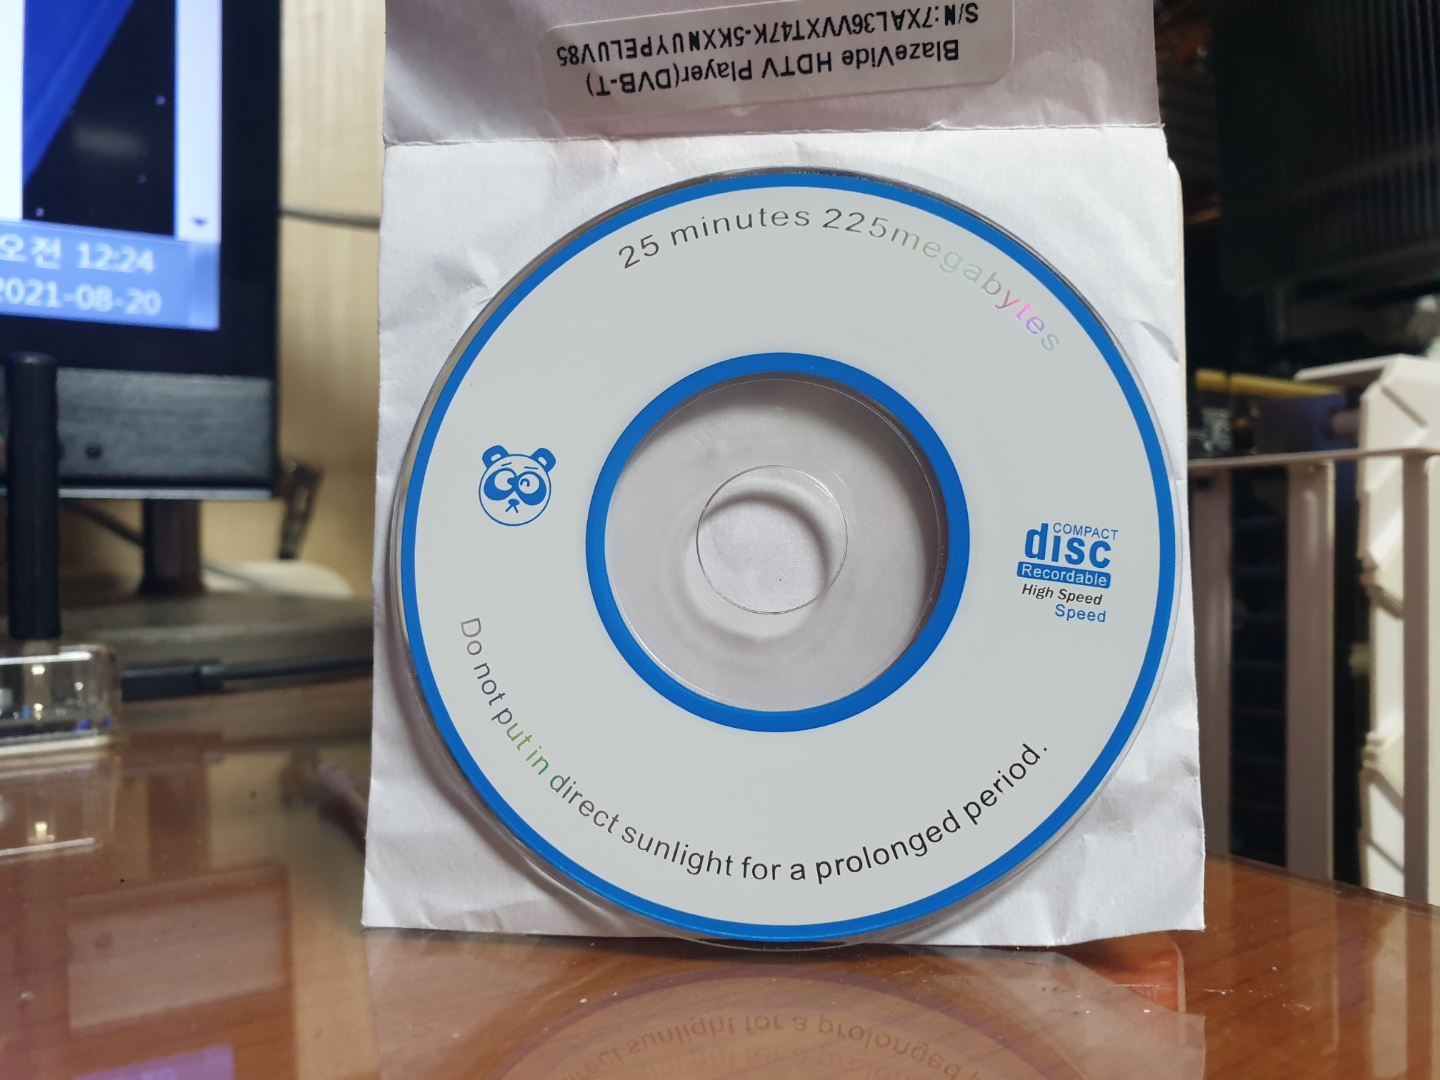 BlazeVide HDTV Player(DVB-T)
S/N:7XAL36VVXT47K-5KXNUYPELUV85
오전 12:24
2021-08-20
25 minutes 225megabytes
COMPACT
disc
Recordable
High Speed
Speed
Do not put in direct sunlight for a prolonged period.